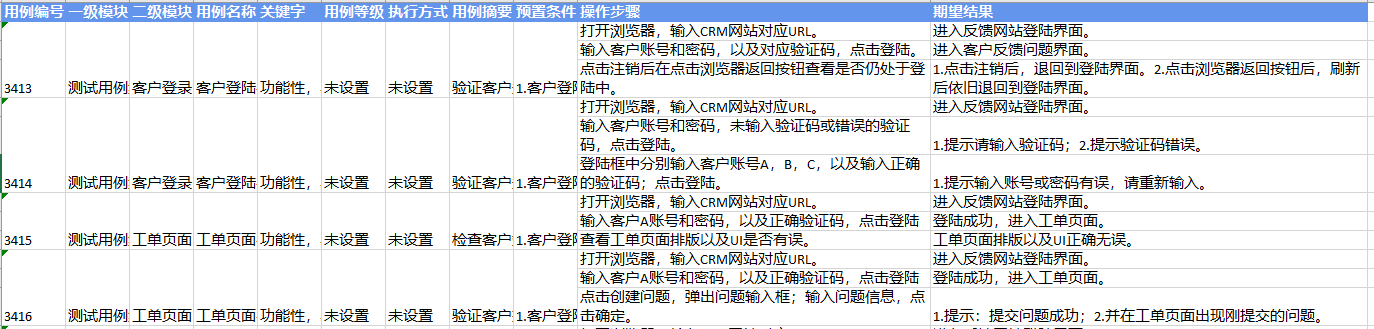 用例编号 一级模块 二级模块 用例名称 关键字 用例等级 执行方式 用例摘要 预置条件 操作步骤 期望结果
打开浏览器，输入CRM网站对应URL。 进入反馈网站登陆界面。
输入客户账号和密码，以及对应验证码，点击登陆。 进入客户反馈问题界面。
点击注销后在点击浏览器返回按钮查看是否仍处于登 1.点击注销后，退回到登陆界面。2.点击浏览器返回按钮后，刷新
3413 测试用例 客户登录 客户登陆 功能性， 未设置 未设置 验证客户 1.客户登陆 陆中。 后依旧退回到登陆界面。
打开浏览器，输入CRM网站对应URL。 进入反馈网站登陆界面。
输入客户账号和密码，未输入验证码或错误的验证
码，点击登陆。 1.提示请输入验证码；2.提示验证码错误。
登陆框中分别输入客户账号A，B，C，以及输入正确
3414 测试用例 客户登录 客户登陆 功能性， 未设置 未设置 验证客户 1.客户登陆 的验证码；点击登陆。 1.提示输入账号或密码有误，请重新输入。
打开浏览器，输入CRM网站对应URL。 进入反馈网站登陆界面。
输入客户A账号和密码，以及正确验证码，点击登陆 登陆成功，进入工单页面。
3415 测试用例 工单页面 工单页面 功能性， 未设置 未设置 检查客户 1.客户登陆 查看工单页面排版以及UI是否有误。 工单页面排版以及UI正确无误。
打开浏览器，输入CRM网站对应URL。 进入反馈网站登陆界面。
输入客户A账号和密码，以及正确验证码，点击登陆 登陆成功，进入工单页面。
点击创建问题，弹出问题输入框；输入问题信息，点
3416 测试用例 工单页面 工单页面 功能性， 未设置 未设置 验证客户 1.客户登陆 击确定。 1.提示：提交问题成功；2.并在工单页面出现刚提交的问题。